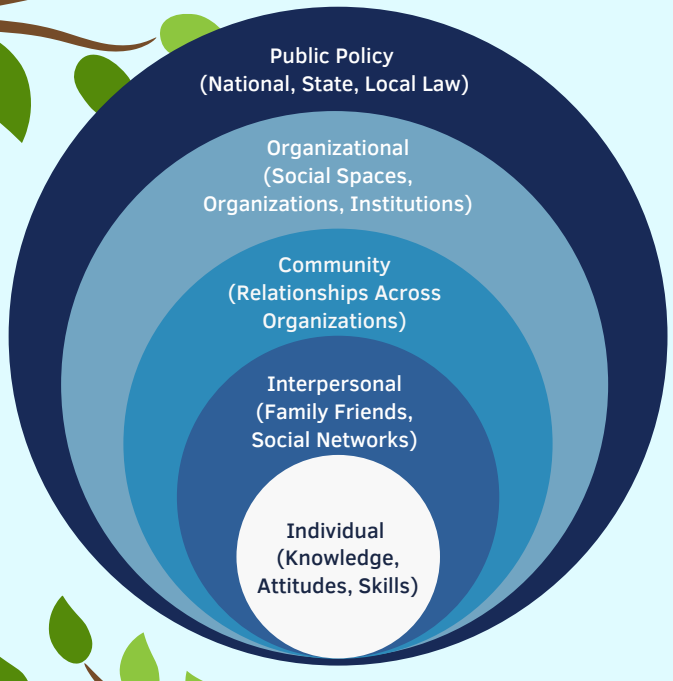 Public Policy
(National, State, Local Law)
Organizational
(Social Spaces,
Organizations, Institutions)
Community
(Relationships Across
Organizations)
Interpersonal
(Family Friends,
Social Networks)
Individual
(Knowledge,
Attitudes, Skills)